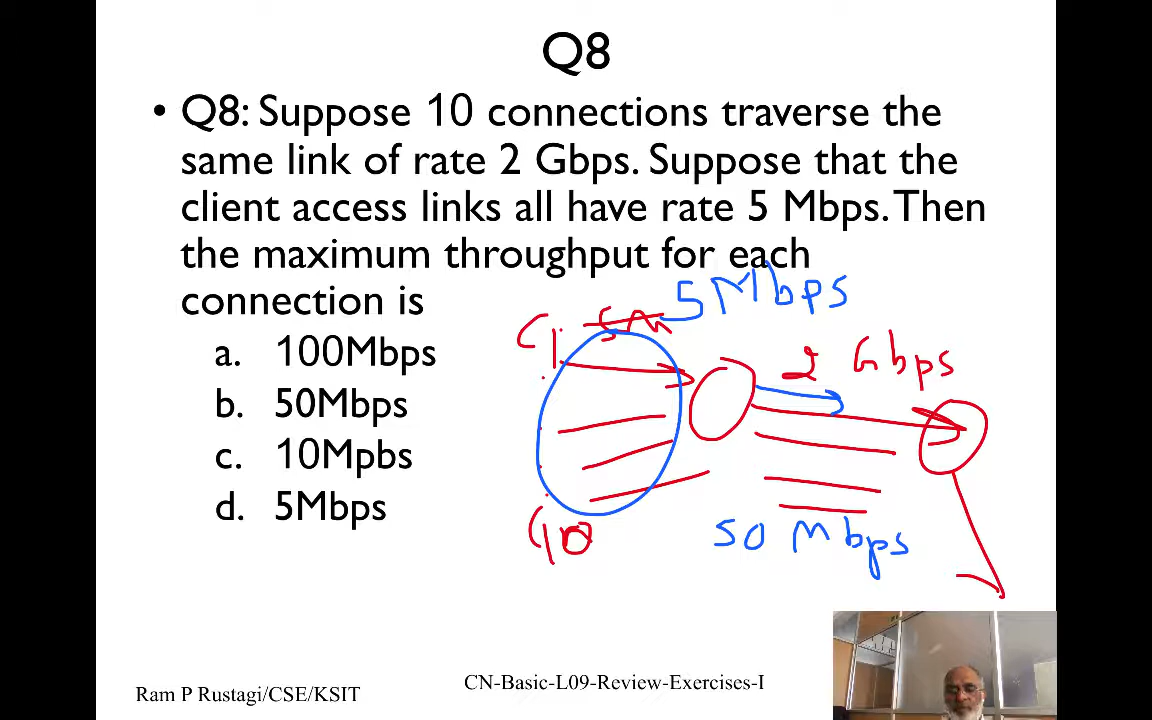 Q8
• Q8: Suppose 10 connections traverse the
same link of rate 2 Gbps. Suppose that the
client access links all have rate 5 Mbps. Then
the maximum throughput for each
connection is
a. 100Mbps
b. 50Mbps
c. 10Mpbs
d. 5Mbps
5Mbps
C1
2 Gbps
C10
50 Mbps
Ram P Rustagi/CSE/KSIT
CN-Basic-L09-Review-Exercises-I